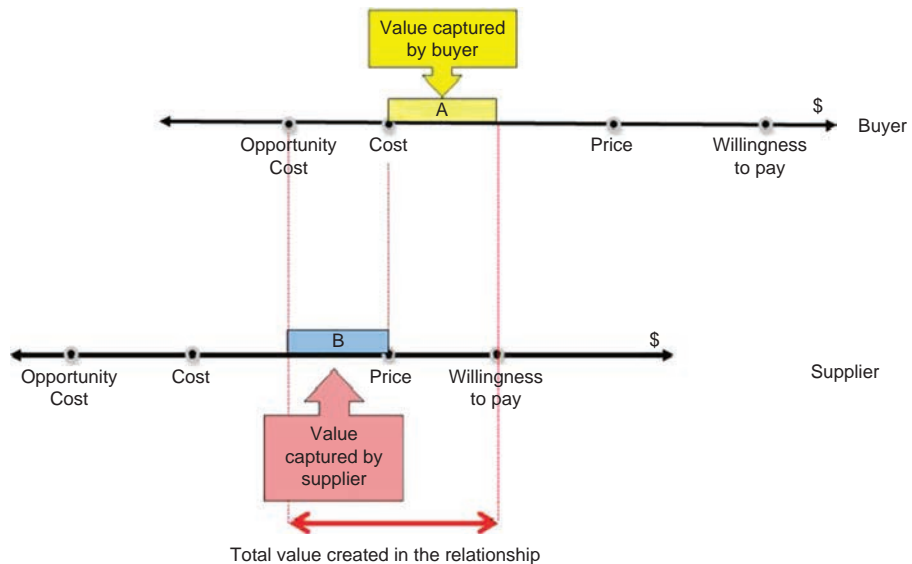 Value captured
by buyer
A
$
Buyer
Opportunity
Cost
Cost
Price
Willingness
to pay
B
$
Supplier
Opportunity
Cost
Cost
Price
Willingness
to pay
Value
captured by
supplier
Total value created in the relationship